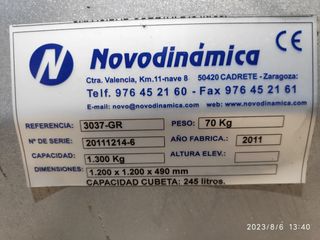 N Novodinámica CE
Ctra. Valencia, Km.11-nave 8 50420 CADRETE - Zaragoza
Telf. 976 45 21 60 - Fax 976 45 21 61
E-mail: novo@novodinamica.com www.novodinamica.com
REFERENCIA: 3037-GR PESO: 70 Kg
Nº DE SERIE: 20111214-6 AÑO FABRIC.: 2011
CAPACIDAD: 1.300 Kg ALTURA ELEV.:
DIMENSIONES: 1.200 x 1.200 x 490 mm
CAPACIDAD CUBETA: 245 litros.
2023/8/6 13:40